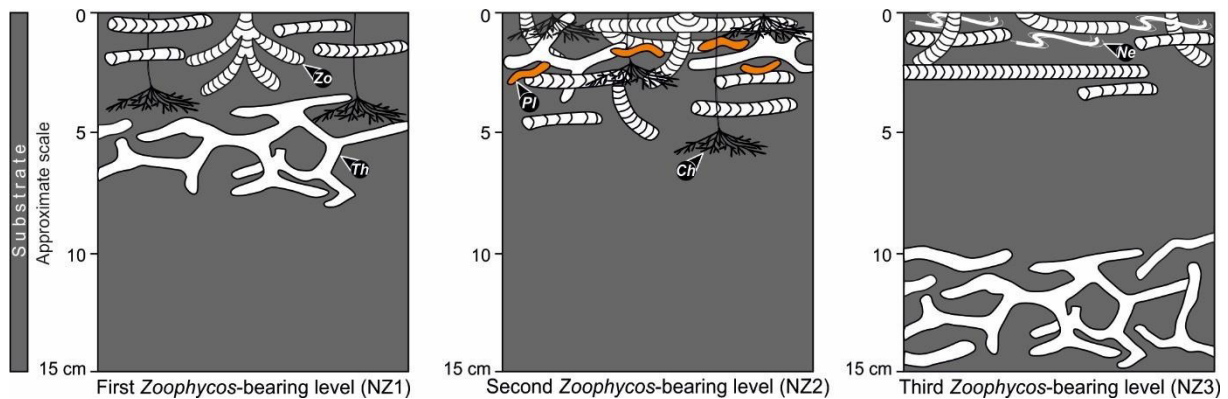 Substrate
Approximate scale
0
5
10
15 cm
Zo
Th
First Zoophycos-bearing level (NZ1)
0
5
10
15 cm
Pl
Ch
Second Zoophycos-bearing level (NZ2)
0
5
10
15 cm
Ne
Third Zoophycos-bearing level (NZ3)